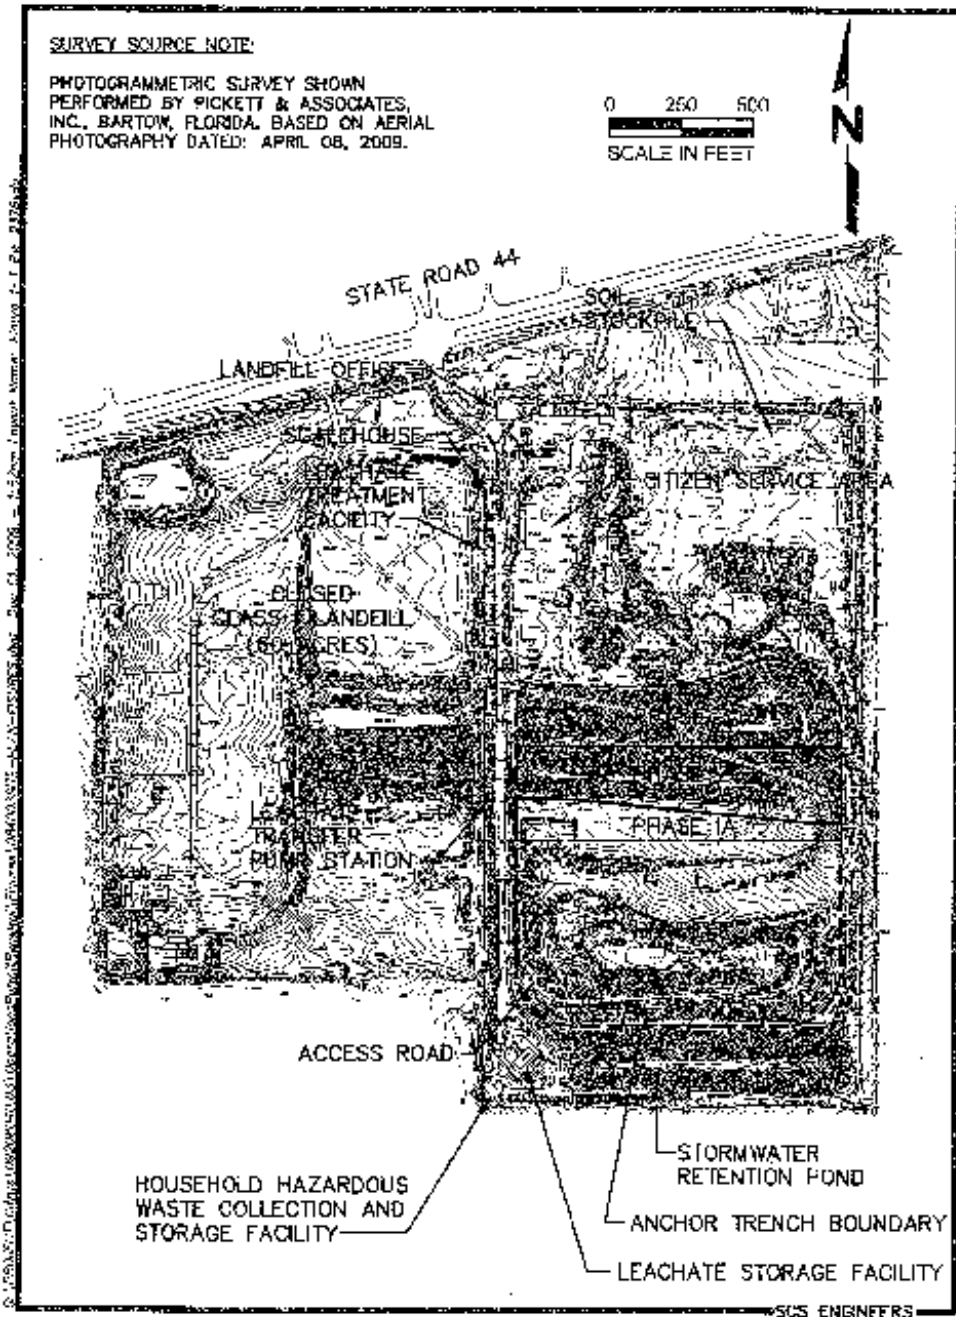 SURVEY SOURCE NOTE:
PHOTOGRAMMETRIC SURVEY SHOWN
PERFORMED BY PICKETT & ASSOCIATES,
INC., BARTOW, FLORIDA. BASED ON AERIAL
PHOTOGRAPHY DATED: APRIL 08, 2009.
0 250 500
SCALE IN FEET
N
STATE ROAD 44
SOIL
STOCKPILE
LANDFILL OFFICE
SCALEHOUSE
LEACHATE
TREATMENT
FACILITY
CITIZEN SERVICE AREA
CLOSED
CLASS I LANDFILL
ACRES)
TRANSFER
PUMP STATION
PHASE 1A
ACCESS ROAD
STORMWATER
RETENTION POND
HOUSEHOLD HAZARDOUS
WASTE COLLECTION AND
STORAGE FACILITY
ANCHOR TRENCH BOUNDARY
LEACHATE STORAGE FACILITY
SCS ENGINEERS